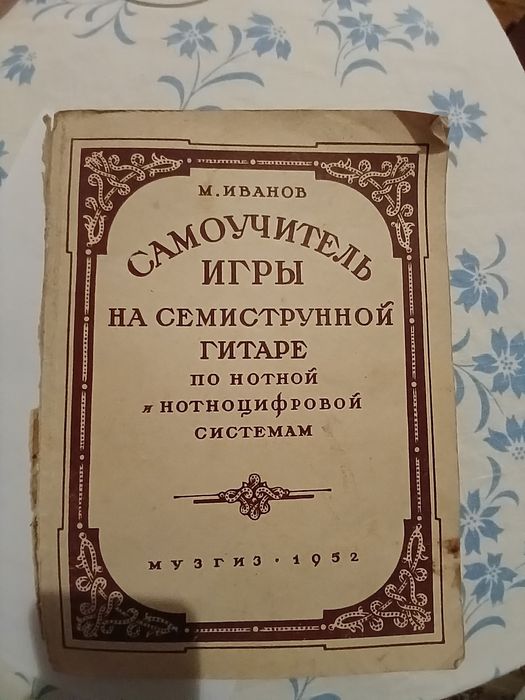 М. ИВАНОВ
САМОУЧИТЕЛЬ
ИГРЫ
НА СЕМИСТРУННОЙ
ГИТАРЕ
ПО НОТНОЙ
И НОТНОЦИФРОВОЙ
СИСТЕМАМ
МУЗГИЗ · 1952